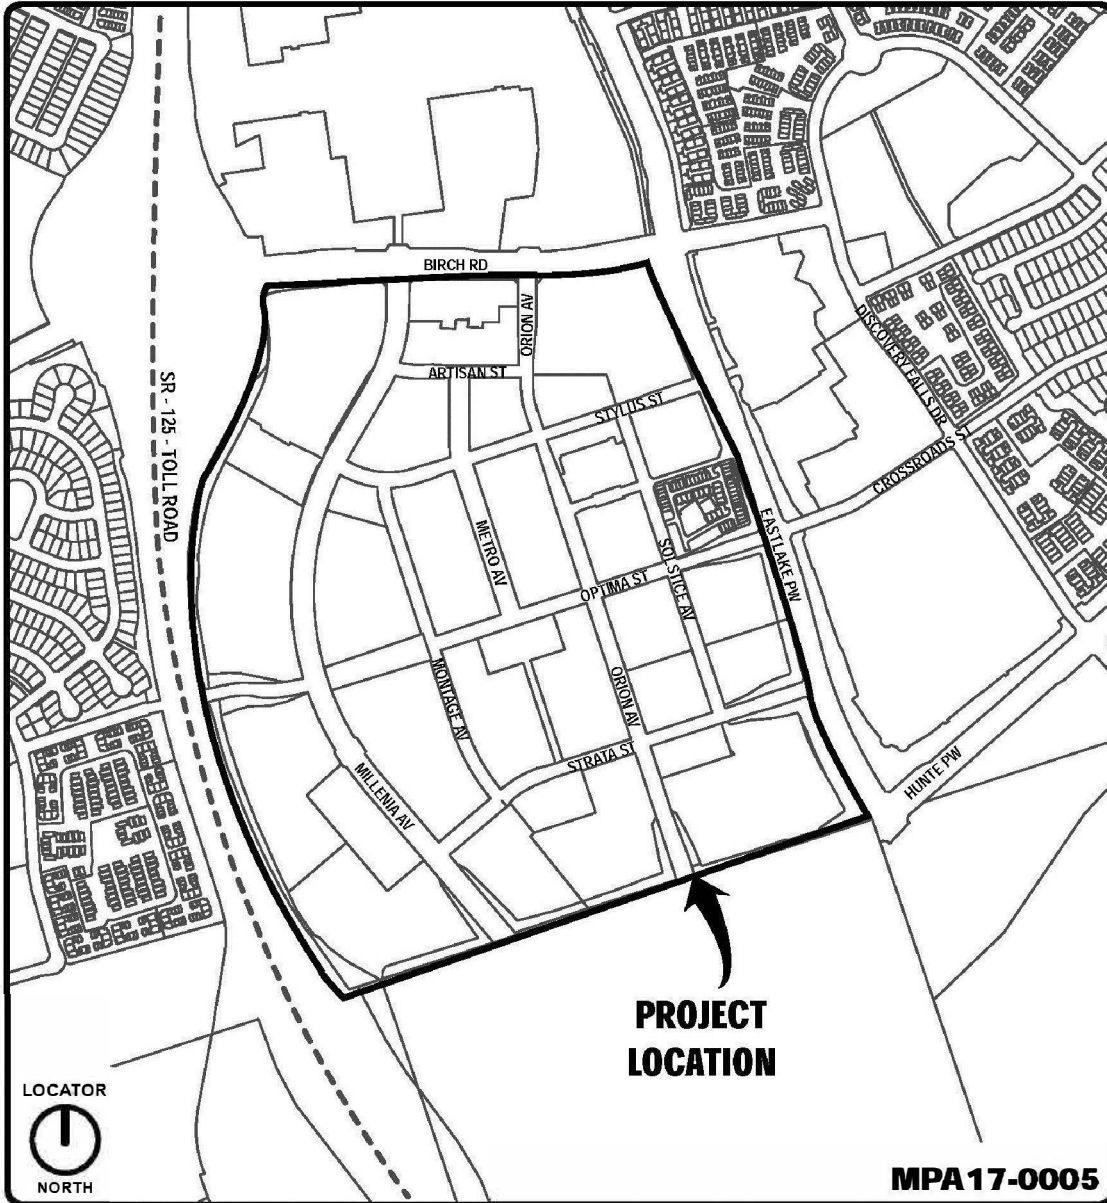 BIRCH RD
ORION AV
ARTISAN ST
STYLUS ST
DISCOVERY FALLS DR
CROSSROADS ST
SR - 125 - TOLL ROAD
METRO AV
EASTLAKE PW
SOLSTICE AV
OPTIMA ST
MONTAGE AV
ORION AV
STRATA ST
MILLENIA AV
HUNTE PW
PROJECT
LOCATION
LOCATOR
NORTH
MPA17-0005